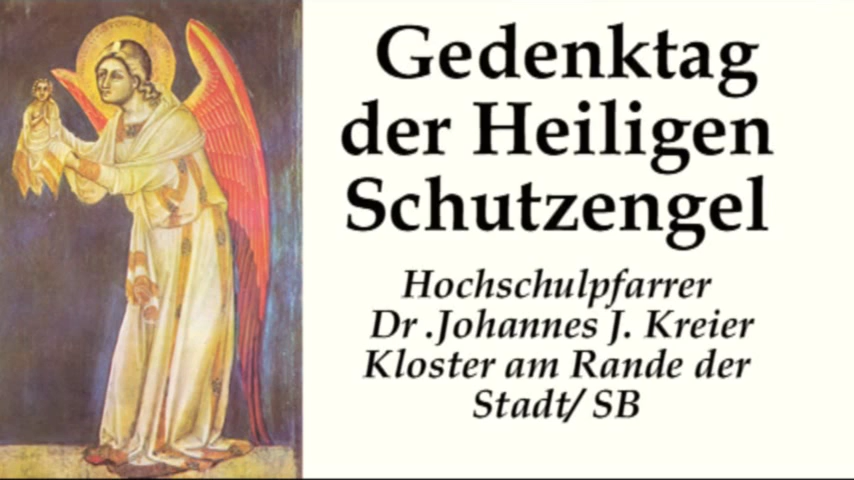 Gedenktag
der Heiligen
Schutzengel
Hochschulpfarrer
Dr .Johannes J. Kreier
Kloster am Rande der
Stadt/ SB